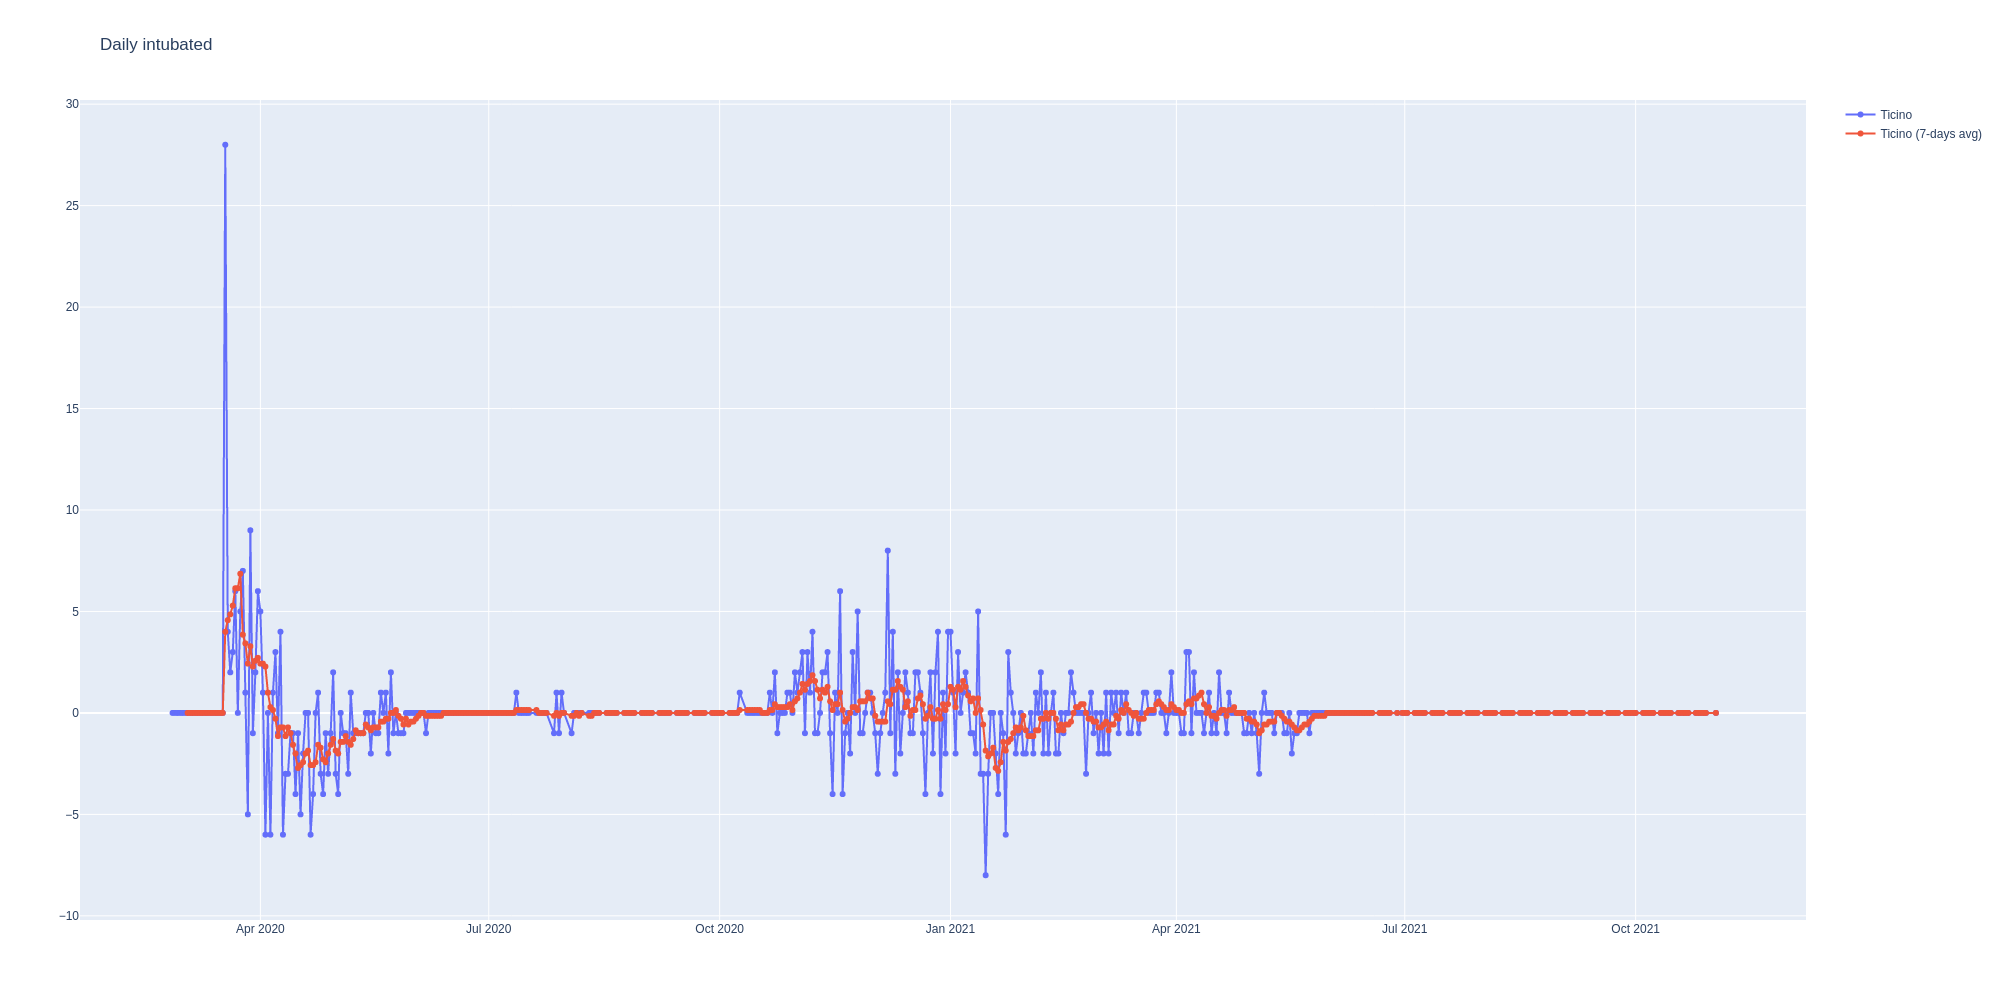 Daily intubated
30
25
20
15
10
5
0
−5
−10
Apr 2020
Jul 2020
Oct 2020
Jan 2021
Apr 2021
Jul 2021
Oct 2021
Ticino
Ticino (7-days avg)